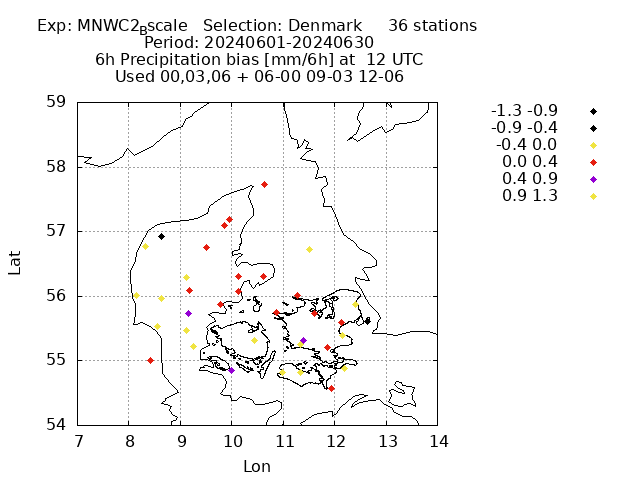 Exp: MNWC2_Bscale Selection: Denmark 36 stations
Period: 20240601-20240630
6h Precipitation bias [mm/6h] at 12 UTC
Used 00,03,06 + 06-00 09-03 12-06
-1.3 -0.9
-0.9 -0.4
-0.4 0.0
0.0 0.4
0.4 0.9
0.9 1.3
Lat
59
58
57
56
55
54
7 8 9 10 11 12 13 14
Lon